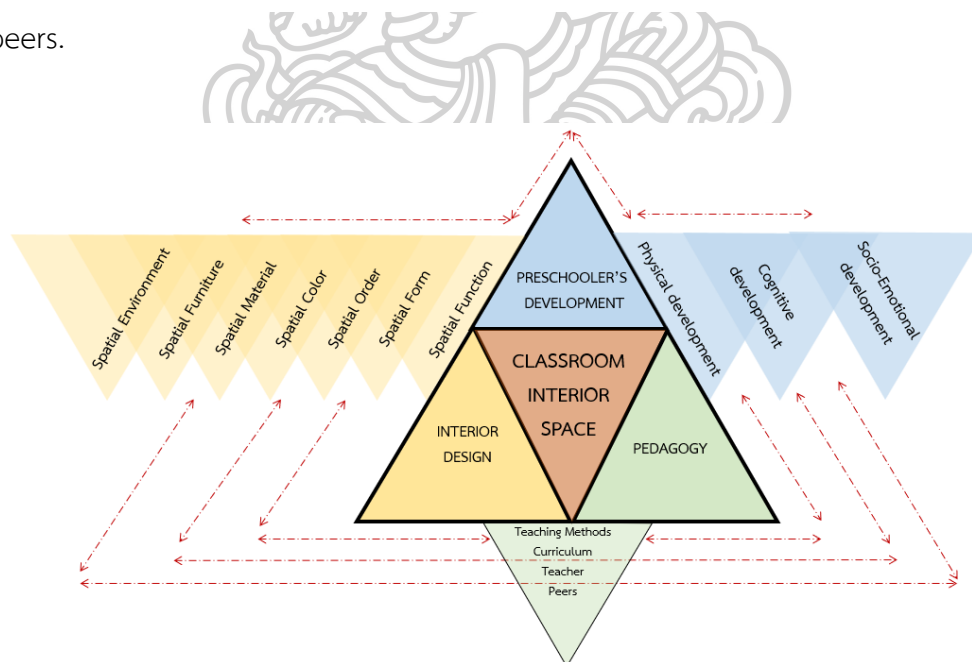 peers.
Spatial Environment
Spatial Furniture
Spatial Material
Spatial Color
Spatial Order
Spatial Form
Spatial Function
PRESCHOOLER'S
DEVELOPMENT
Physical development
Cognitive
development
Socio-Emotional
development
CLASSROOM
INTERIOR
SPACE
INTERIOR
DESIGN
PEDAGOGY
Teaching Methods
Curriculum
Teacher
Peers